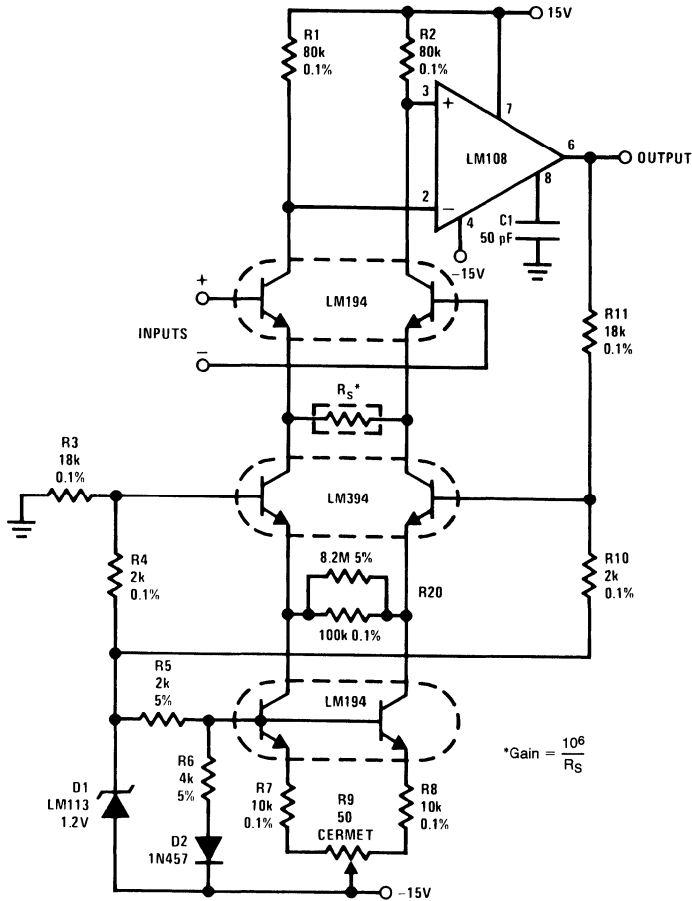 15V
R1
80k
0.1%
R2
80k
0.1%
3
+
7
LM108
6
OUTPUT
8
2
−
4
C1
50 pF
−15V
+
LM194
INPUTS
−
R11
18k
0.1%
RS*
R3
18k
0.1%
LM394
R4
2k
0.1%
8.2M 5%
R20
100k 0.1%
R10
2k
0.1%
R5
2k
5%
LM194
*Gain = 10⁶
RS
R6
4k
5%
R7
10k
0.1%
R9
50
CERMET
R8
10k
0.1%
D1
LM113
1.2V
D2
1N457
−15V